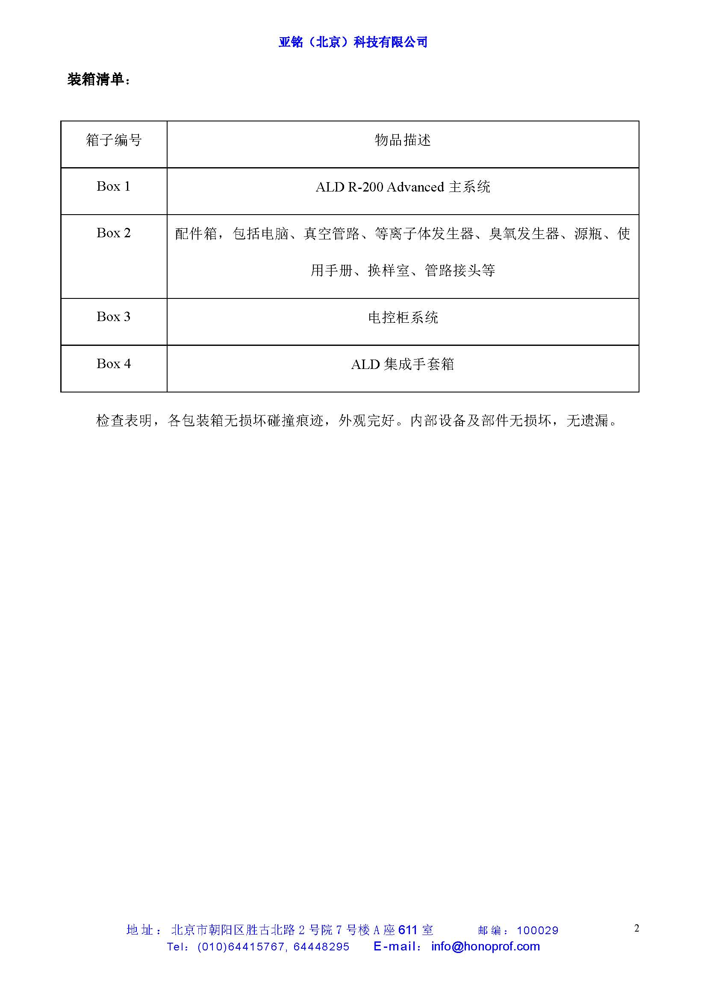 亚铭（北京）科技有限公司
装箱清单：
箱子编号 物品描述
Box 1 ALD R-200 Advanced 主系统
Box 2 配件箱，包括电脑、真空管路、等离子体发生器、臭氧发生器、源瓶、使
用手册、换样室、管路接头等
Box 3 电控柜系统
Box 4 ALD 集成手套箱
检查表明，各包装箱无损坏碰撞痕迹，外观完好。内部设备及部件无损坏，无遗漏。
地址：北京市朝阳区胜古北路 2 号院 7 号楼 A 座 611 室 邮编：100029 2
Tel：(010)64415767, 64448295 E-mail：info@honoprof.com